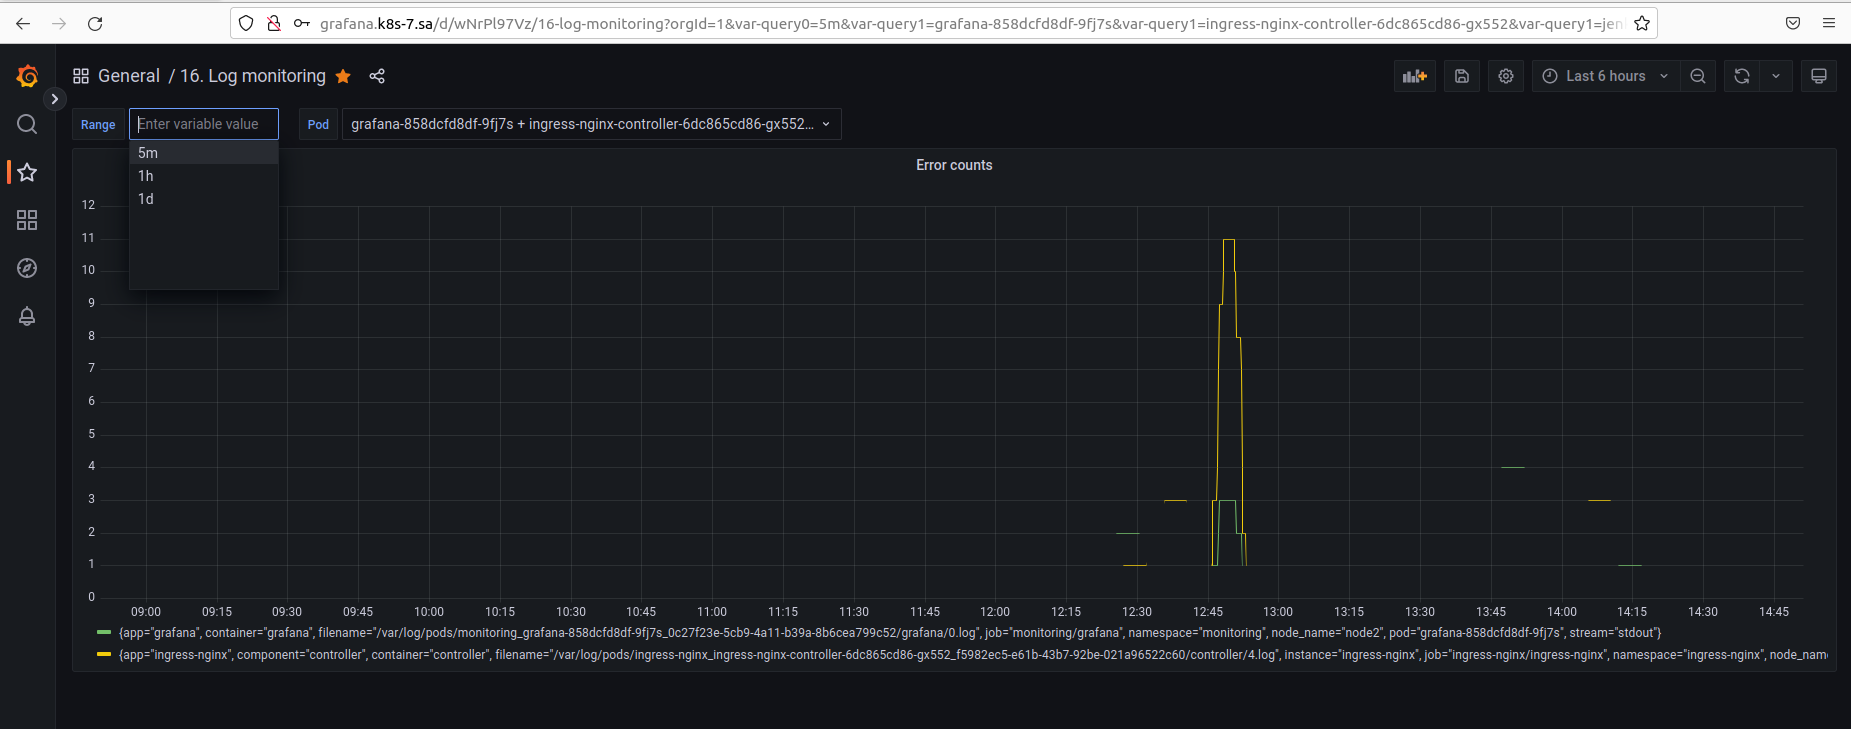 grafana.k8s-7.sa/d/wNrPl97Vz/16-log-monitoring?orgId=1&var-query0=5m&var-query1=grafana-858dcfd8df-9fj7s&var-query1=ingress-nginx-controller-6dc865cd86-gx552&var-query1=jen
General / 16. Log monitoring
Last 6 hours
Range Enter variable value Pod grafana-858dcfd8df-9fj7s + ingress-nginx-controller-6dc865cd86-gx552...
5m
1h
1d
Error counts
12
11
10
9
8
7
6
5
4
3
2
1
0
09:00 09:15 09:30 09:45 10:00 10:15 10:30 10:45 11:00 11:15 11:30 11:45 12:00 12:15 12:30 12:45 13:00 13:15 13:30 13:45 14:00 14:15 14:30 14:45
{app="grafana", container="grafana", filename="/var/log/pods/monitoring_grafana-858dcfd8df-9fj7s_0c27f23e-5cb9-4a11-b39a-8b6cea799c52/grafana/0.log", job="monitoring/grafana", namespace="monitoring", node_name="node2", pod="grafana-858dcfd8df-9fj7s", stream="stdout"}
{app="ingress-nginx", component="controller", container="controller", filename="/var/log/pods/ingress-nginx_ingress-nginx-controller-6dc865cd86-gx552_f5982ec5-e61b-43b7-92be-021a96522c60/controller/4.log", instance="ingress-nginx", job="ingress-nginx/ingress-nginx", namespace="ingress-nginx", node_nam